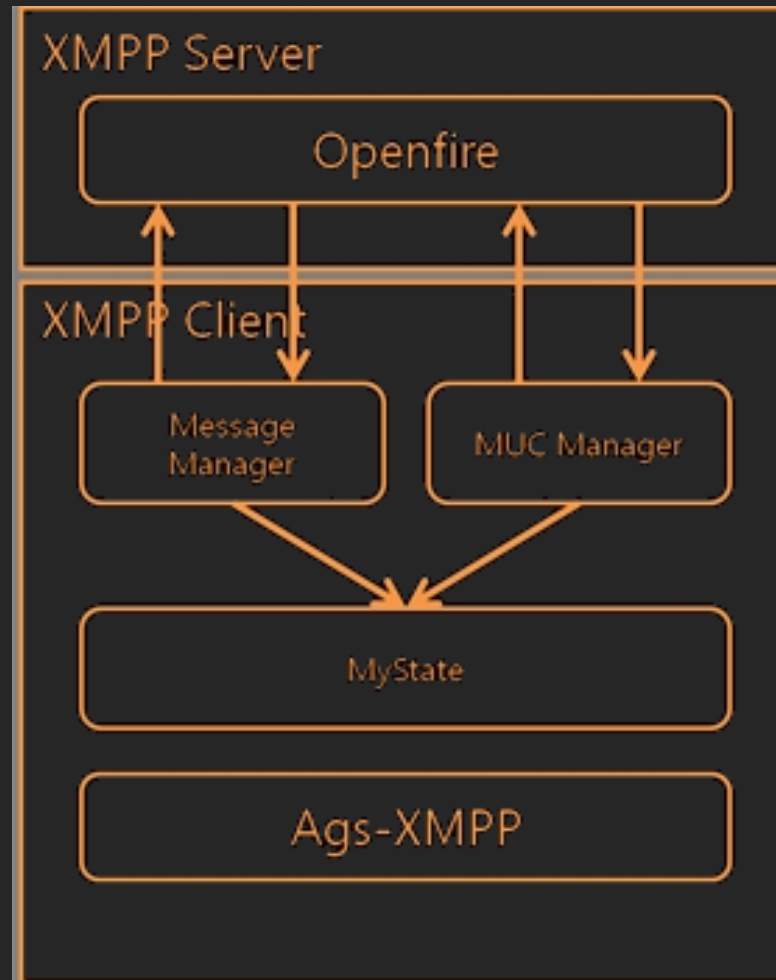 XMPP Server
Openfire
XMPP Client
Message
Manager
MUC Manager
MyState
Ags-XMPP